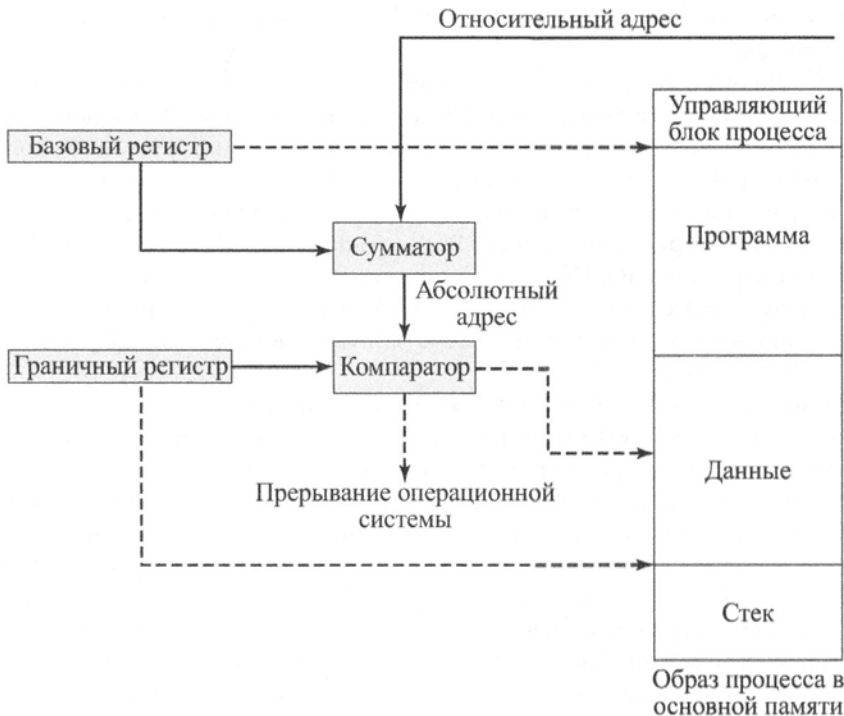 Относительный адрес
Управляющий
блок процесса
Базовый регистр
Программа
Сумматор
Абсолютный
адрес
Граничный регистр
Компаратор
Данные
Прерывание операционной
системы
Стек
Образ процесса в
основной памяти